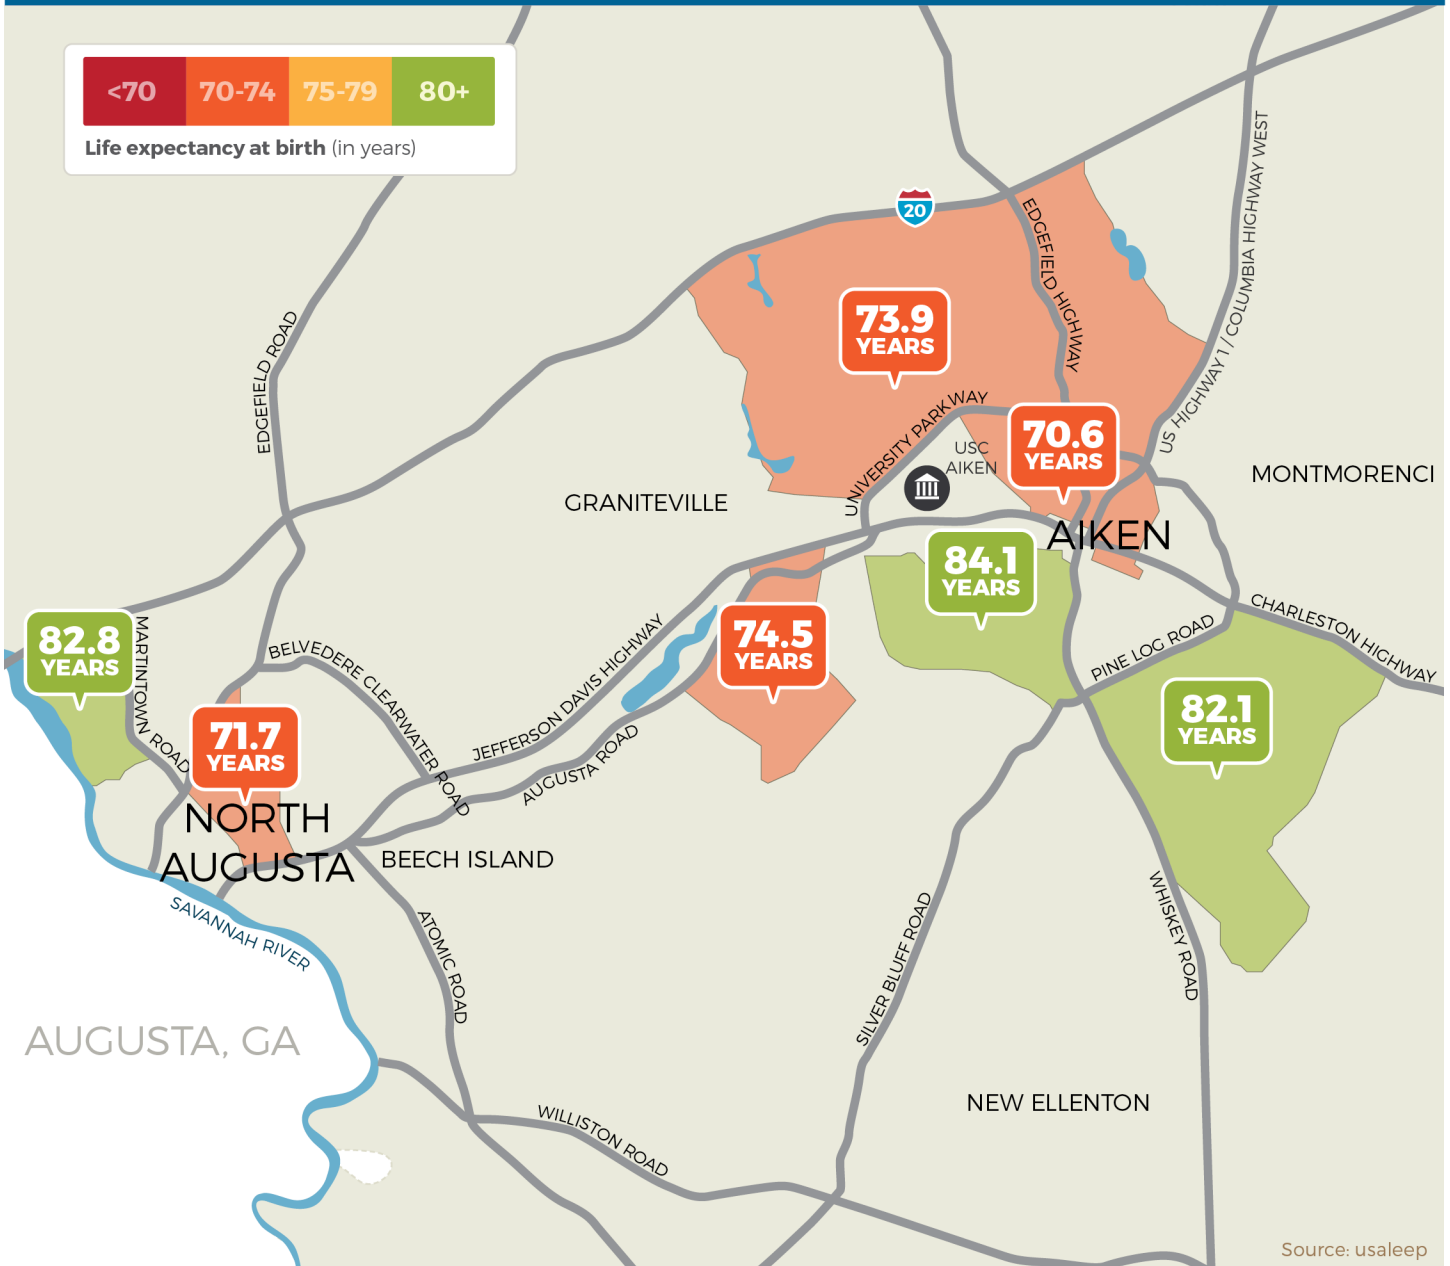 <70
70-74
75-79
80+
Life expectancy at birth (in years)
20
EDGEFIELD HIGHWAY
US HIGHWAY 1 / COLUMBIA HIGHWAY WEST
EDGEFIELD ROAD
73.9
YEARS
UNIVERSITY PARKWAY
USC
AIKEN
70.6
YEARS
MONTMORENCI
GRANITEVILLE
AIKEN
84.1
YEARS
82.8
YEARS
MARTINTOWN ROAD
BELVEDERE CLEARWATER ROAD
JEFFERSON DAVIS HIGHWAY
74.5
YEARS
PINE LOG ROAD
CHARLESTON HIGHWAY
82.1
YEARS
71.7
YEARS
AUGUSTA ROAD
NORTH
AUGUSTA
BEECH ISLAND
SAVANNAH RIVER
ATOMIC ROAD
SILVER BLUFF ROAD
WHISKEY ROAD
AUGUSTA, GA
NEW ELLENTON
WILLISTON ROAD
Source: usaleep